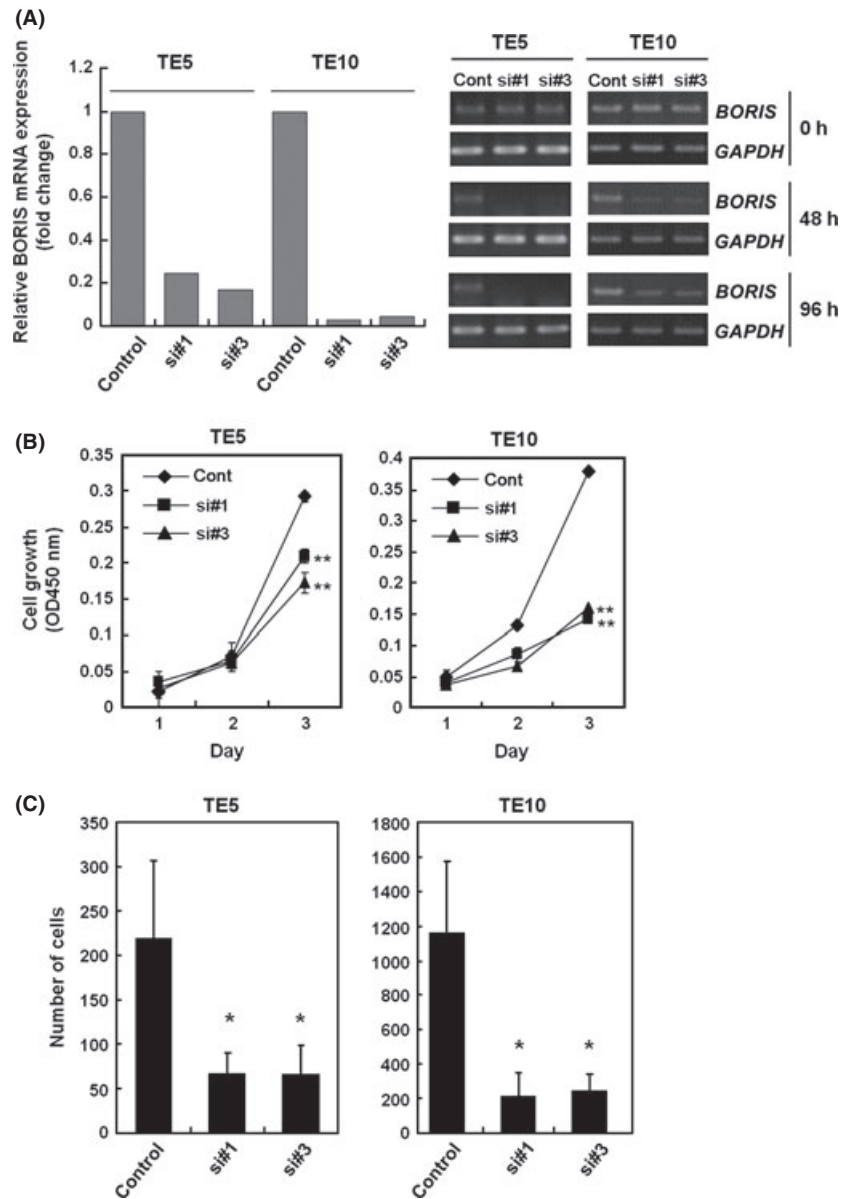 (A)
TE5 TE10
Relative BORIS mRNA expression
(fold change)
1.2
1
0.8
0.6
0.4
0.2
0
Control si#1 si#3 Control si#1 si#3
TE5 TE10
Cont si#1 si#3 Cont si#1 si#3
BORIS
GAPDH
0 h
BORIS
GAPDH
48 h
BORIS
GAPDH
96 h
(B)
TE5
Cell growth
(OD450 nm)
0.35
0.3
0.25
0.2
0.15
0.1
0.05
0
Cont
si#1
si#3
**
**
1 2 3
Day
TE10
0.4
0.35
0.3
0.25
0.2
0.15
0.1
0.05
0
Cont
si#1
si#3
**
**
1 2 3
Day
(C)
TE5
Number of cells
350
300
250
200
150
100
50
0
* *
Control si#1 si#3
TE10
1800
1600
1400
1200
1000
800
600
400
200
0
* *
Control si#1 si#3